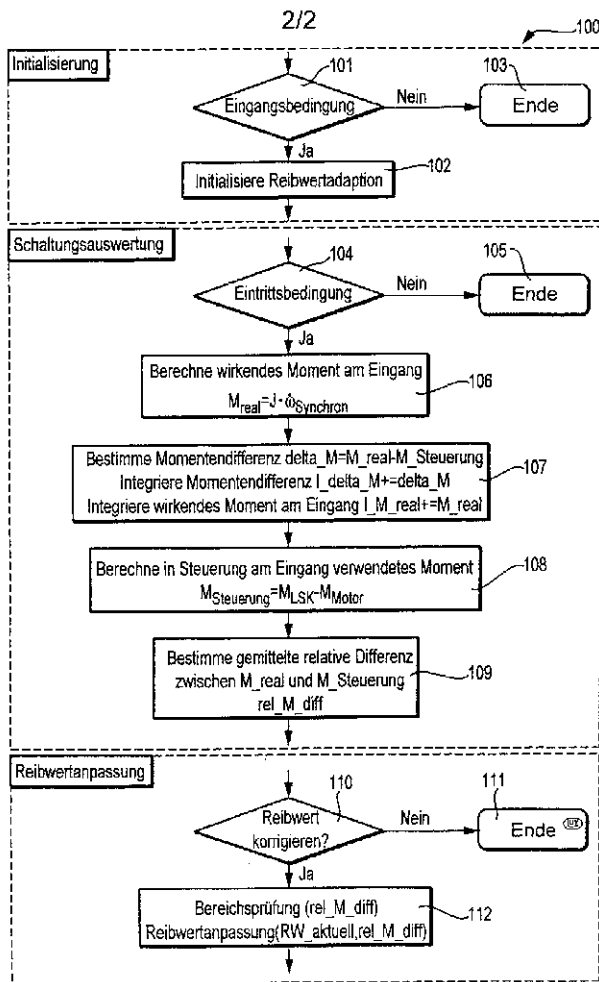 2/2
100
Initialisierung
101
Eingangsbedingung
Nein
103
Ende
Ja
102
Initialisiere Reibwertadaption
Schaltungsauswertung
104
Eintrittsbedingung
Nein
105
Ende
Ja
Berechne wirkendes Moment am Eingang
M_real=J·ω̇_Synchron
106
Bestimme Momentendifferenz delta_M=M_real-M_Steuerung
Integriere Momentendifferenz I_delta_M+=delta_M
Integriere wirkendes Moment am Eingang I_M_real+=M_real
107
Berechne in Steuerung am Eingang verwendetes Moment
M_Steuerung=M_LSK-M_Motor
108
Bestimme gemittelte relative Differenz
zwischen M_real und M_Steuerung
rel_M_diff
109
Reibwertanpassung
110
Reibwert
korrigieren?
Nein
111
Ende
Ja
Bereichsprüfung (rel_M_diff)
Reibwertanpassung(RW_aktuell,rel_M_diff)
112